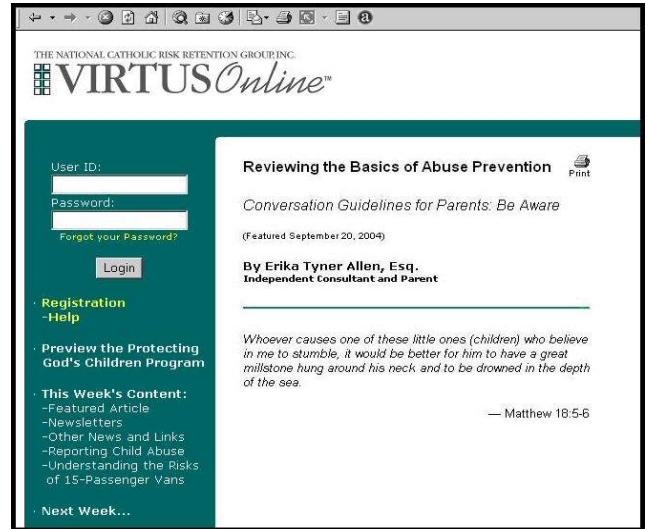 THE NATIONAL CATHOLIC RISK RETENTION GROUP, INC.
VIRTUS Online™
User ID:
Password:
Forgot your Password?
Login
· Registration
-Help
· Preview the Protecting
God's Children Program
· This Week's Content:
-Featured Article
-Newsletters
-Other News and Links
-Reporting Child Abuse
-Understanding the Risks
of 15-Passenger Vans
· Next Week...
Reviewing the Basics of Abuse Prevention
Print
Conversation Guidelines for Parents: Be Aware
(Featured September 20, 2004)
By Erika Tyner Allen, Esq.
Independent Consultant and Parent
Whoever causes one of these little ones (children) who believe
in me to stumble, it would be better for him to have a great
millstone hung around his neck and to be drowned in the depth
of the sea.
— Matthew 18:5-6